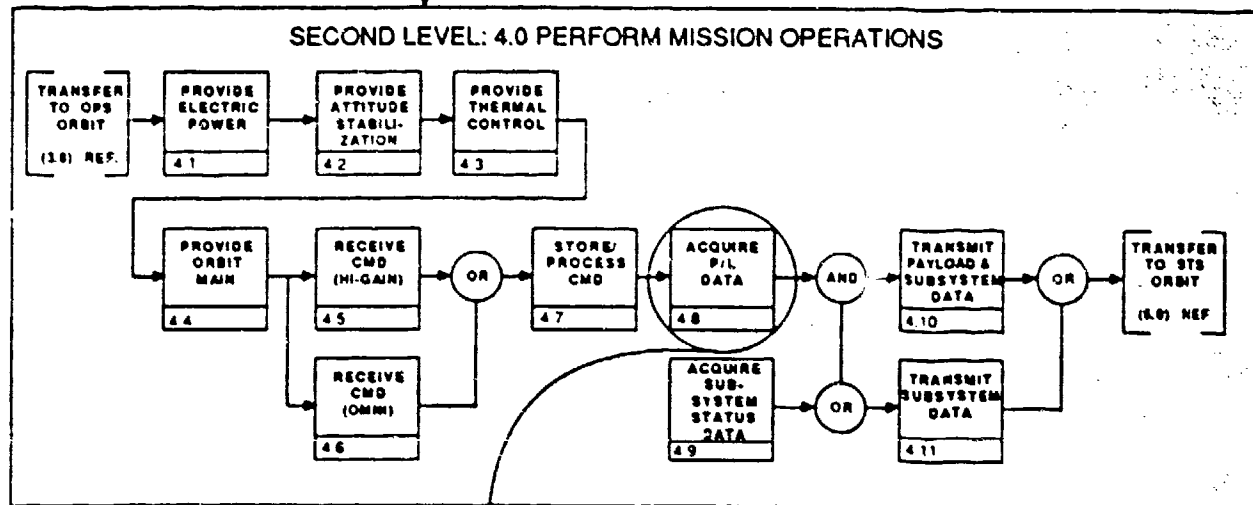 SECOND LEVEL: 4.0 PERFORM MISSION OPERATIONS
TRANSFER
TO OPS
ORBIT
(3.8) REF.
PROVIDE
ELECTRIC
POWER
4.1
PROVIDE
ATTITUDE
STABILI-
ZATION
4.2
PROVIDE
THERMAL
CONTROL
4.3
PROVIDE
ORBIT
MAIN
4.4
RECEIVE
CMD
(HI-GAIN)
4.5
RECEIVE
CMD
(OMNI)
4.6
OR
STORE/
PROCESS
CMD
4.7
ACQUIRE
P/L
DATA
4.8
ACQUIRE
SUB-
SYSTEM
STATUS
DATA
4.9
AND
OR
TRANSMIT
PAYLOAD &
SUBSYSTEM
DATA
4.10
TRANSMIT
SUBSYSTEM
DATA
4.11
OR
TRANSFER
TO STS
ORBIT
REF